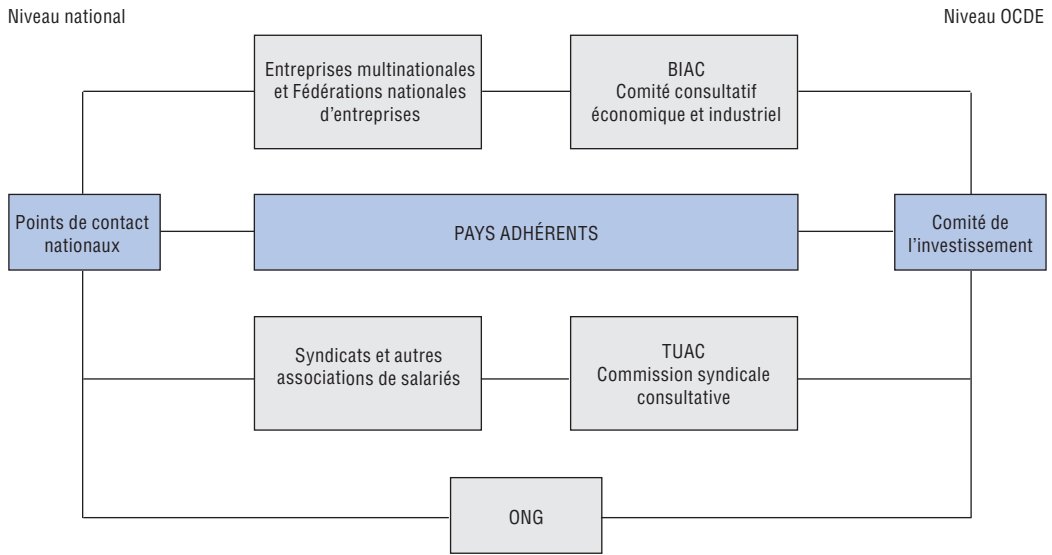 Niveau national
Niveau OCDE
Entreprises multinationales
et Fédérations nationales
d'entreprises
BIAC
Comité consultatif
économique et industriel
Points de contact
nationaux
PAYS ADHÉRENTS
Comité de
l'investissement
Syndicats et autres
associations de salariés
TUAC
Commission syndicale
consultative
ONG